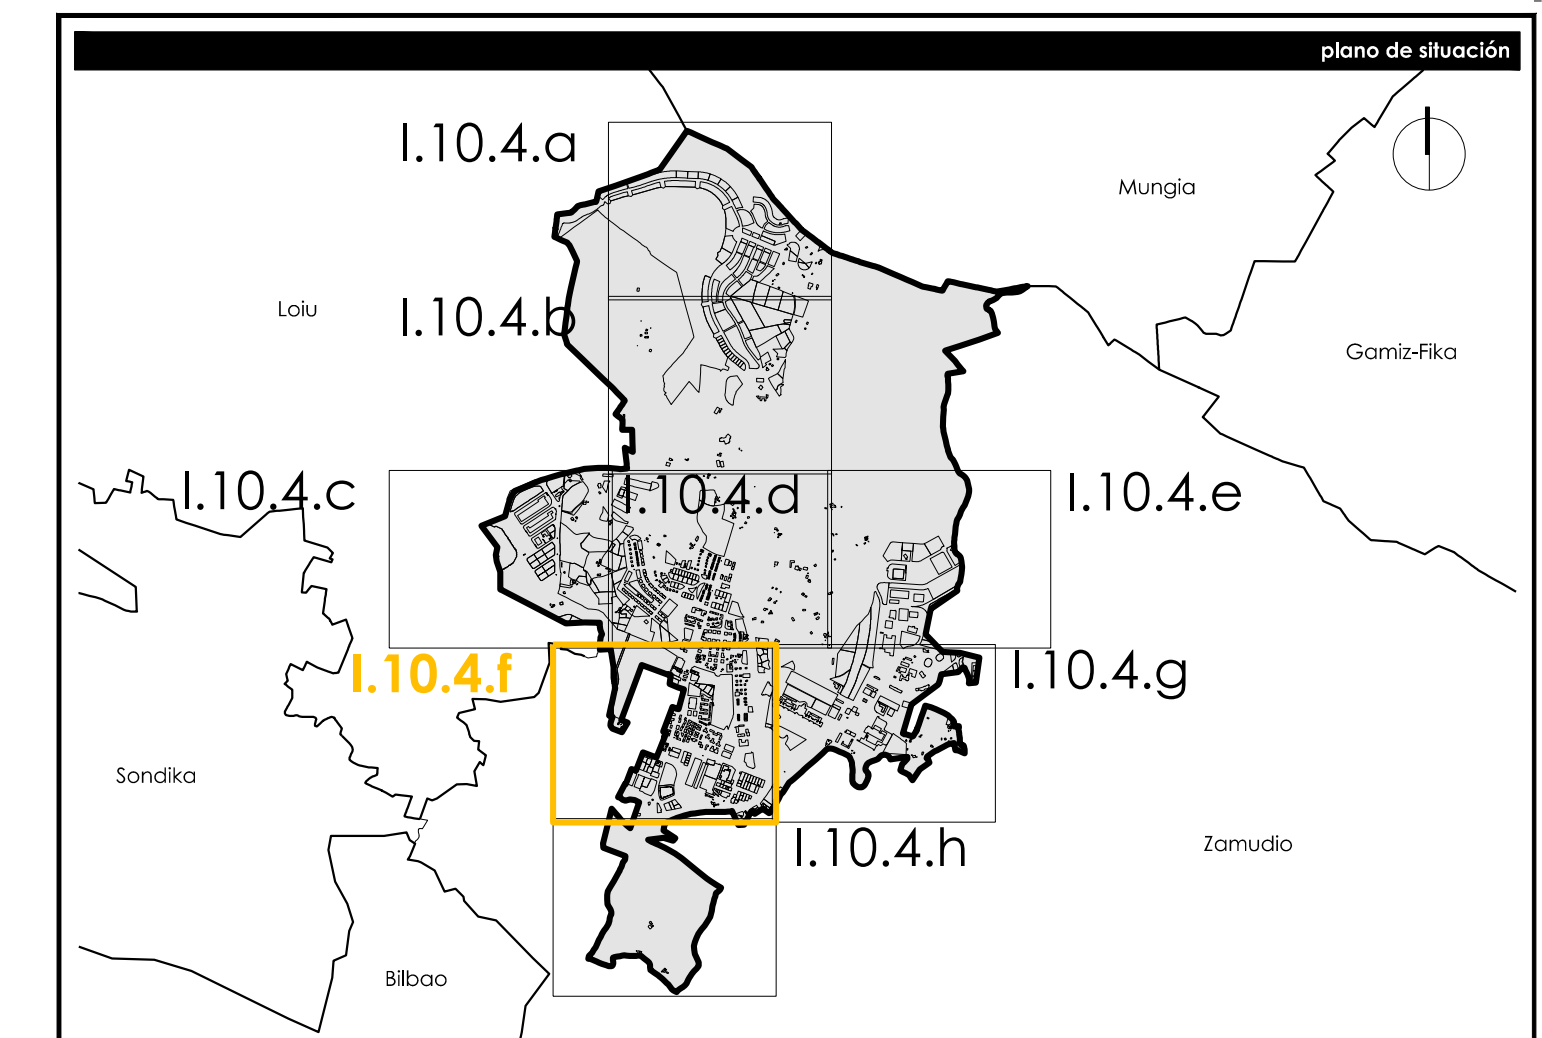 plano de situación
I.10.4.a
Mungia
Loiu
I.10.4.b
Gamiz-Fika
I.10.4.c
I.10.4.d
I.10.4.e
I.10.4.f
I.10.4.g
Sondika
I.10.4.h
Zamudio
Bilbao